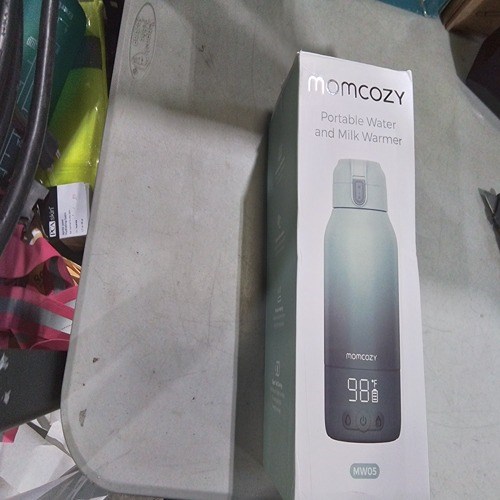 momcozy
Portable Water
and Milk Warmer
momcozy
98°F
MW05